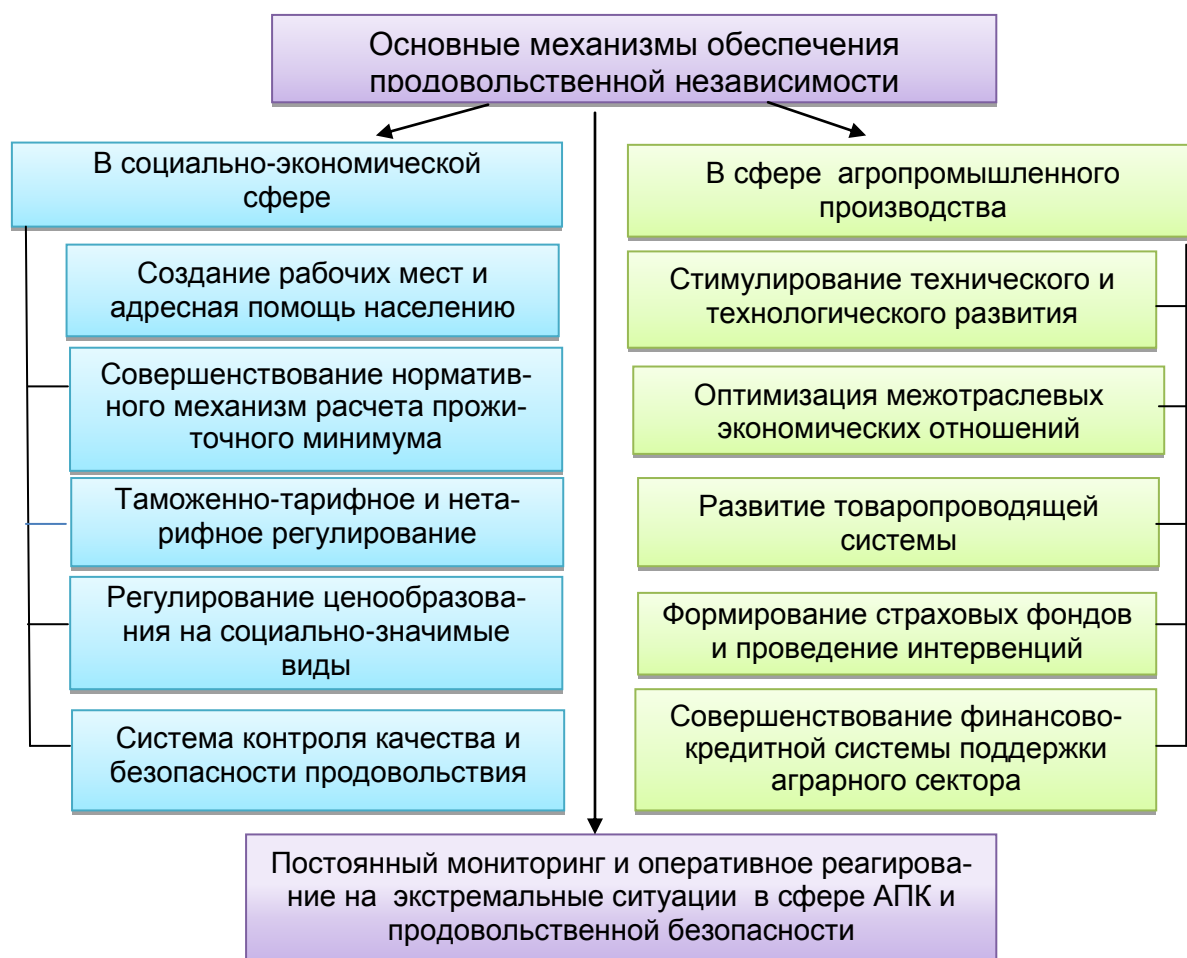 Основные механизмы обеспечения
продовольственной независимости
В социально-экономической
сфере
Создание рабочих мест и
адресная помощь населению
Совершенствование норматив-
ного механизм расчета прожи-
точного минимума
Таможенно-тарифное и нета-
рифное регулирование
Регулирование ценообразова-
ния на социально-значимые
виды
Система контроля качества и
безопасности продовольствия
В сфере агропромышленного
производства
Стимулирование технического и
технологического развития
Оптимизация межотраслевых
экономических отношений
Развитие товаропроводящей
системы
Формирование страховых фондов
и проведение интервенций
Совершенствование финансово-
кредитной системы поддержки
аграрного сектора
Постоянный мониторинг и оперативное реагирова-
ние на экстремальные ситуации в сфере АПК и
продовольственной безопасности